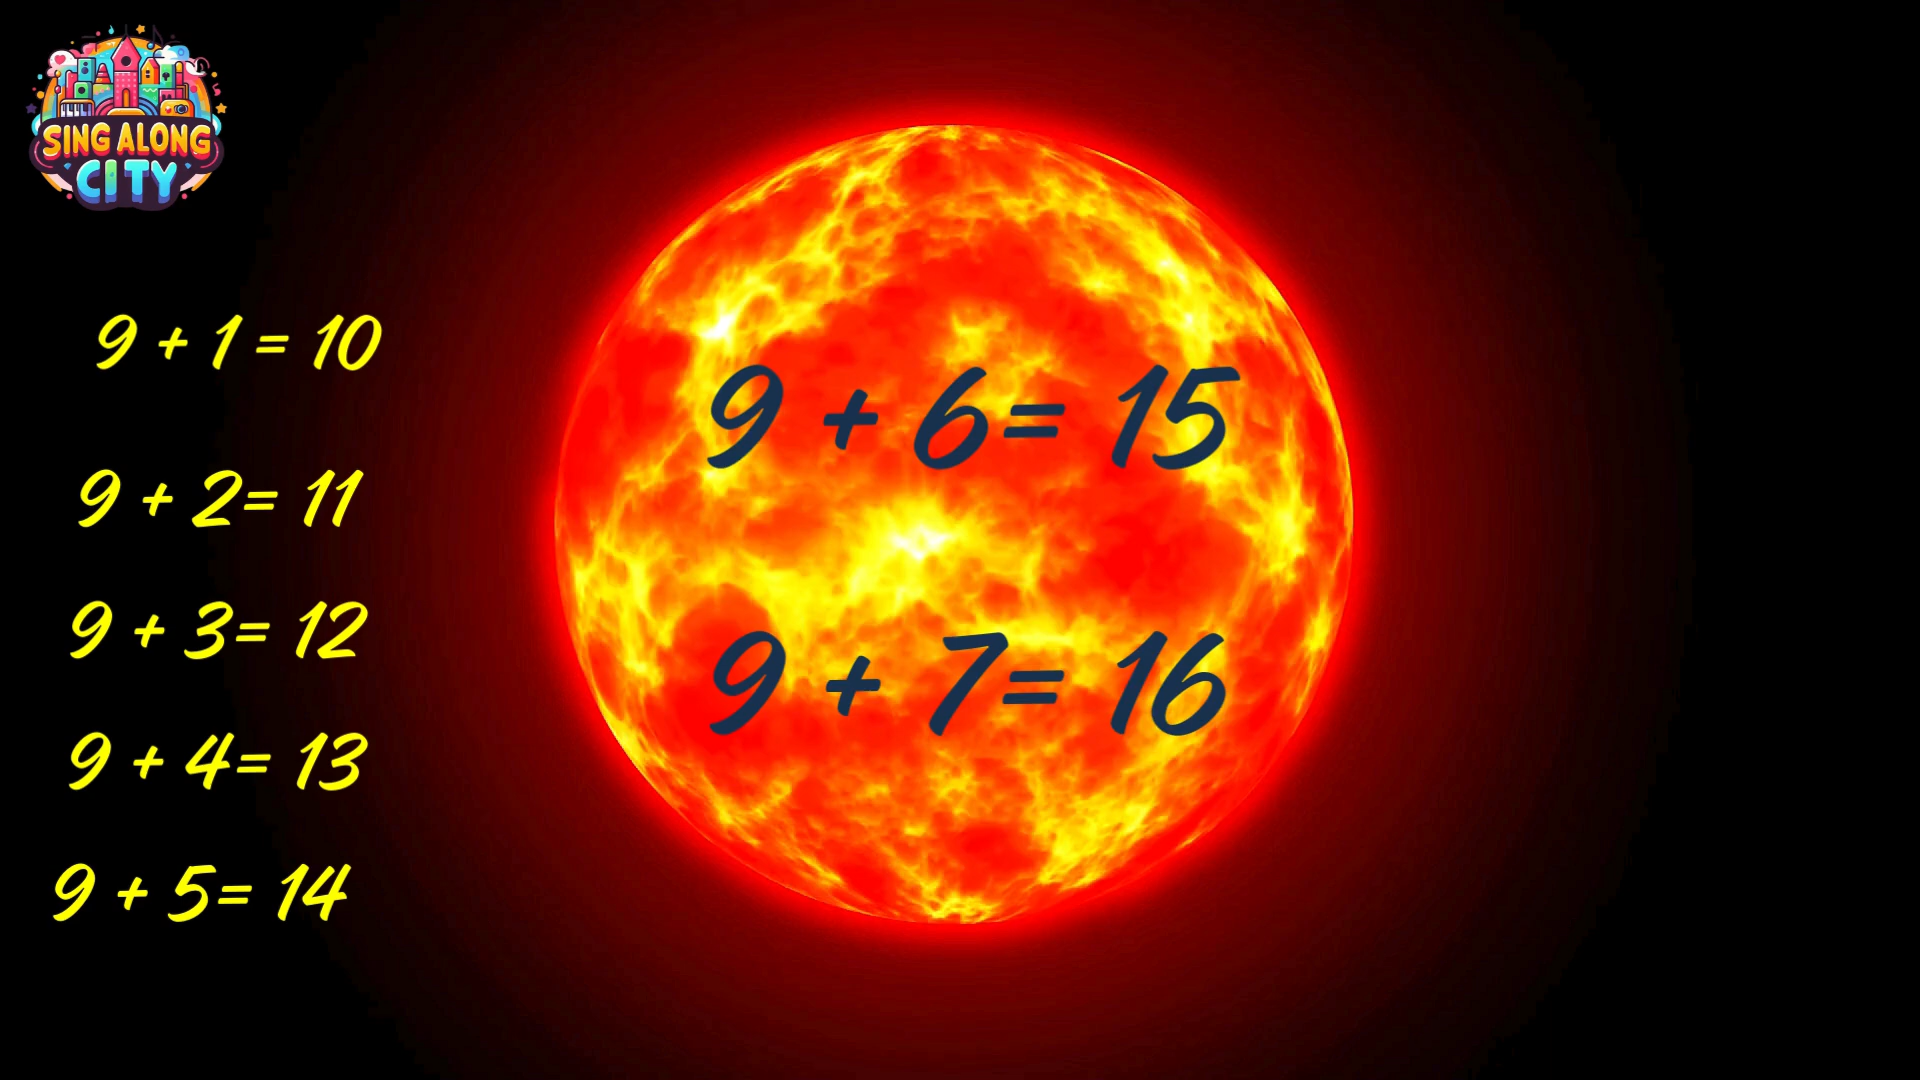 SING ALONG
CITY
9 + 1 = 10
9 + 2= 11
9 + 3= 12
9 + 4= 13
9 + 5= 14
9 + 6= 15
9 + 7= 16